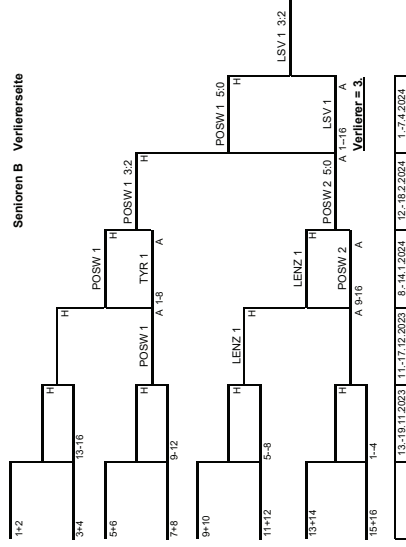 Senioren B Verliererseite
1+2
3+4
5+6
7+8
9+10
11+12
13+14
15+16
H
13-16
H
9-12
H
5--8
H
1--4
H
POSW 1
A 1-8
LENZ 1
H
A 9-16
POSW 1
H
TYR 1
A
LENZ 1
H
POSW 2
A
POSW 1 3:2
H
POSW 2 5:0
A 1--16
POSW 1 5:0
H
LSV 1
A
Verlierer = 3.
LSV 1 3:2
13.-19.11.2023
11.-17.12.2023
8.-14.1.2024
12.-18.2.2024
1.-7.4.2024